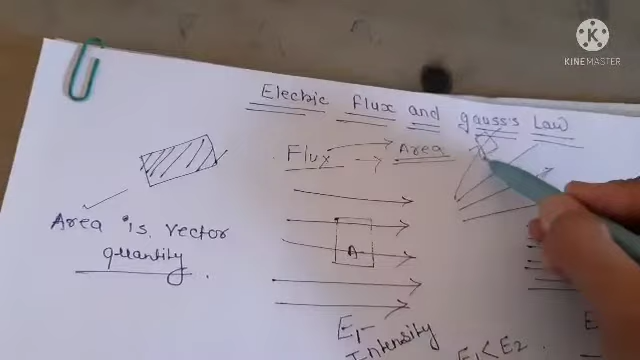 KINEMASTER
Electric Flux and gauss's Law
Flux → Area
Area is vector
quantity
A
E1
Intensity
E1 < E2
E